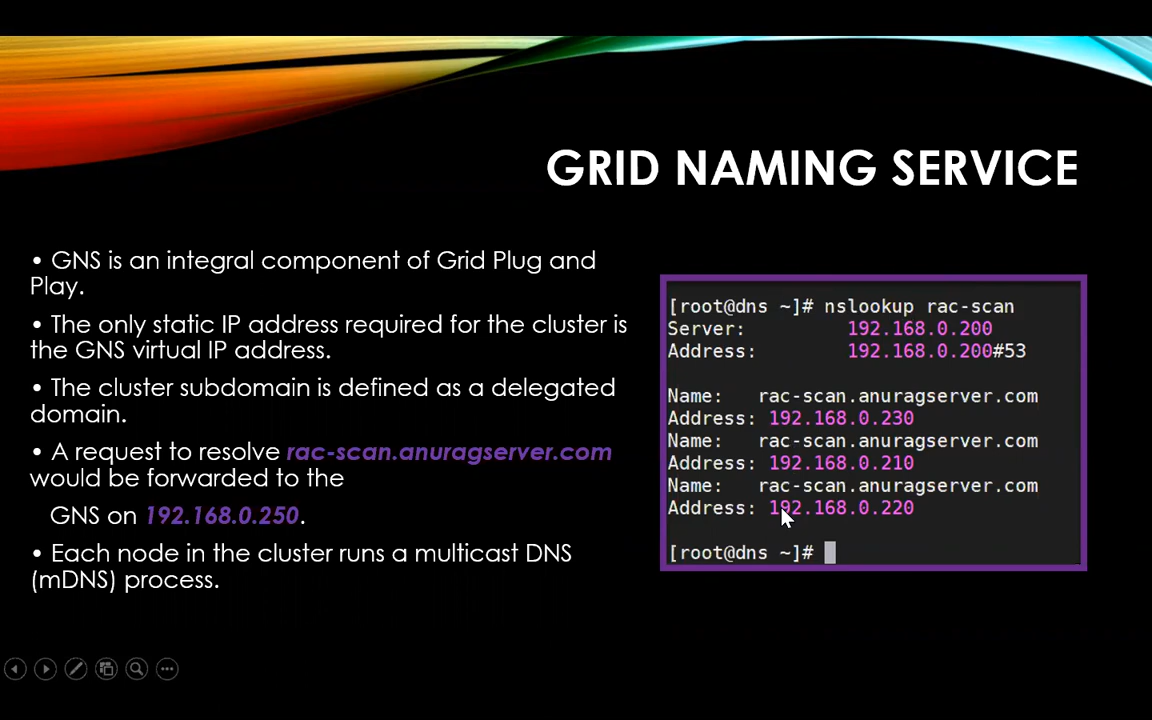 GRID NAMING SERVICE
• GNS is an integral component of Grid Plug and
Play.
• The only static IP address required for the cluster is
the GNS virtual IP address.
• The cluster subdomain is defined as a delegated
domain.
• A request to resolve rac-scan.anuragserver.com
would be forwarded to the
GNS on 192.168.0.250.
• Each node in the cluster runs a multicast DNS
(mDNS) process.
[root@dns ~]# nslookup rac-scan
Server: 192.168.0.200
Address: 192.168.0.200#53
Name: rac-scan.anuragserver.com
Address: 192.168.0.230
Name: rac-scan.anuragserver.com
Address: 192.168.0.210
Name: rac-scan.anuragserver.com
Address: 192.168.0.220
[root@dns ~]#